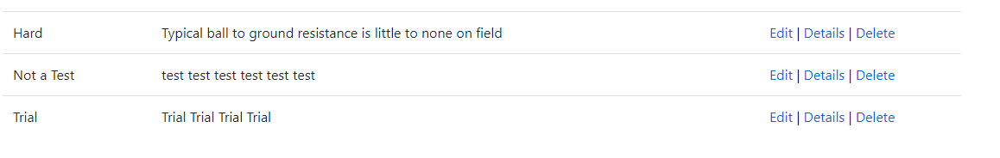 Hard Typical ball to ground resistance is little to none on field Edit | Details | Delete
Not a Test test test test test test test Edit | Details | Delete
Trial Trial Trial Trial Trial Edit | Details | Delete